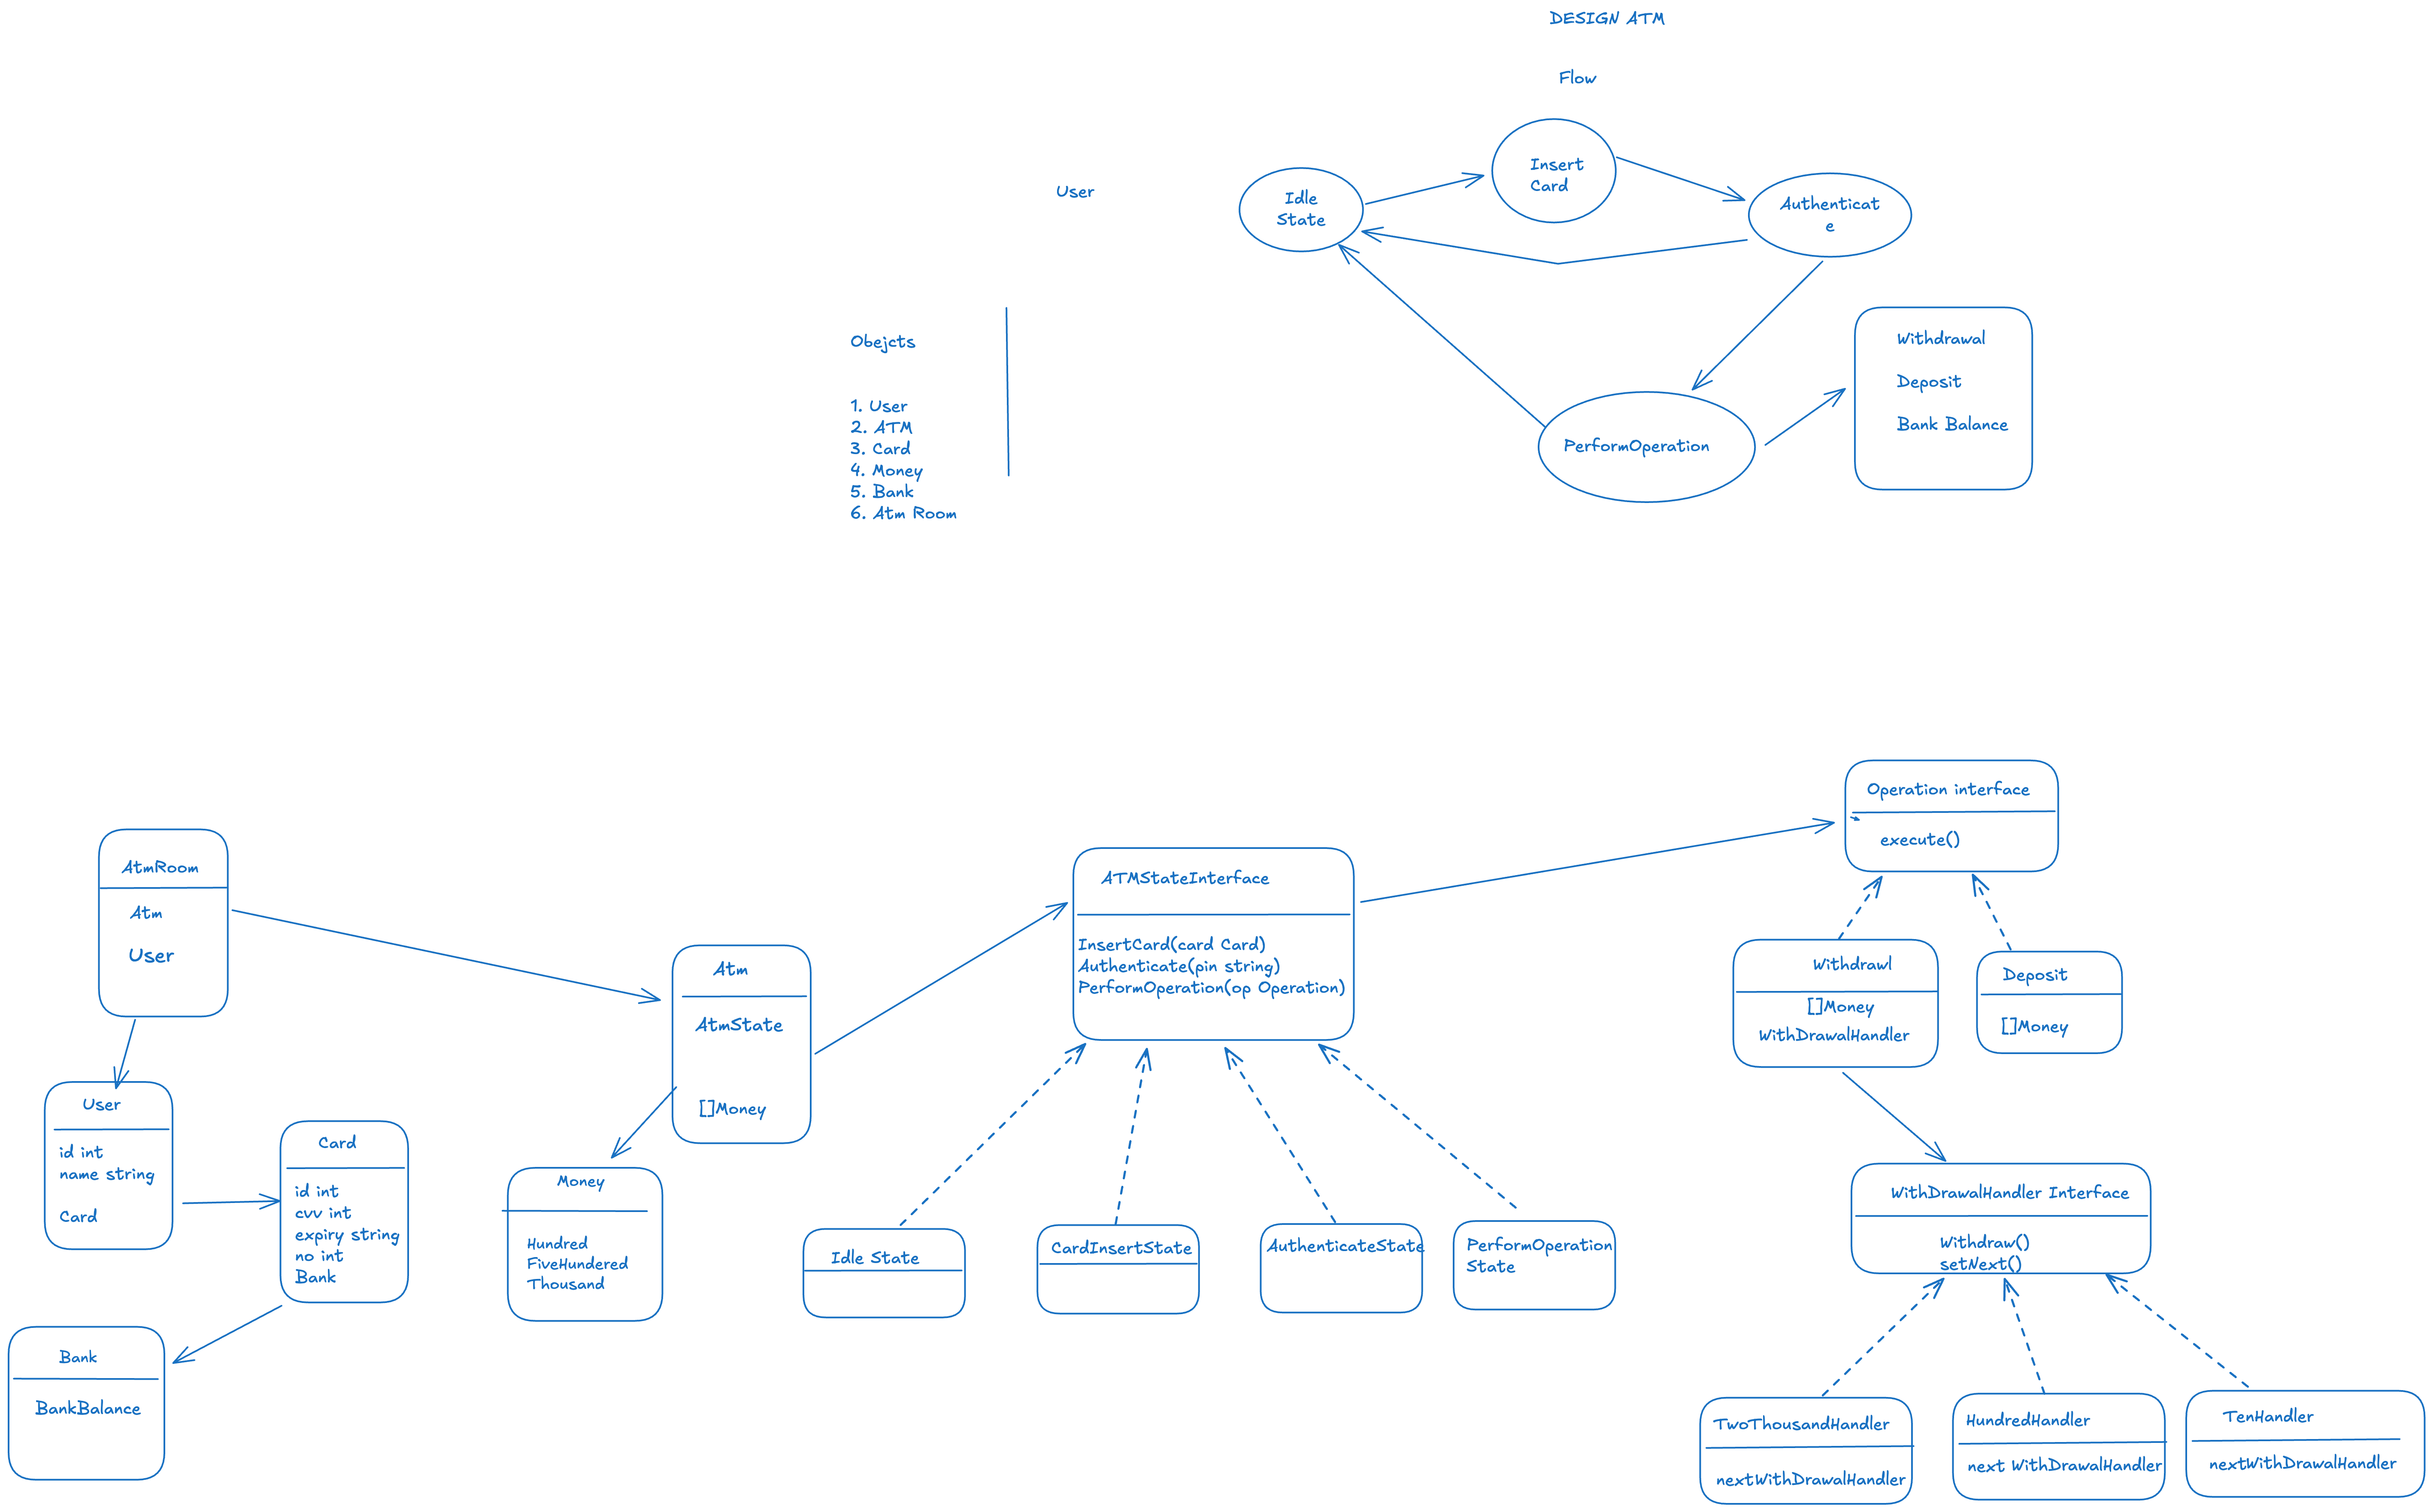 DESIGN ATM
Flow
Insert
Card
User
Idle
State
Authenticat
e
Obejcts
1. User
2. ATM
3. Card
4. Money
5. Bank
6. Atm Room
Withdrawal
Deposit
Bank Balance
PerformOperation
AtmRoom
Atm
User
User
id int
name string
Card
Card
id int
cvv int
expiry string
no int
Bank
Bank
BankBalance
Atm
AtmState
[]Money
Money
Hundred
FiveHundered
Thousand
ATMStateInterface
InsertCard(card Card)
Authenticate(pin string)
PerformOperation(op Operation)
Idle State
CardInsertState
AuthenticateState
PerformOperation
State
Operation interface
execute()
Withdrawl
[]Money
WithDrawalHandler
Deposit
[]Money
WithDrawalHandler Interface
Withdraw()
setNext()
TwoThousandHandler
nextWithDrawalHandler
HundredHandler
next WithDrawalHandler
TenHandler
nextWithDrawalHandler